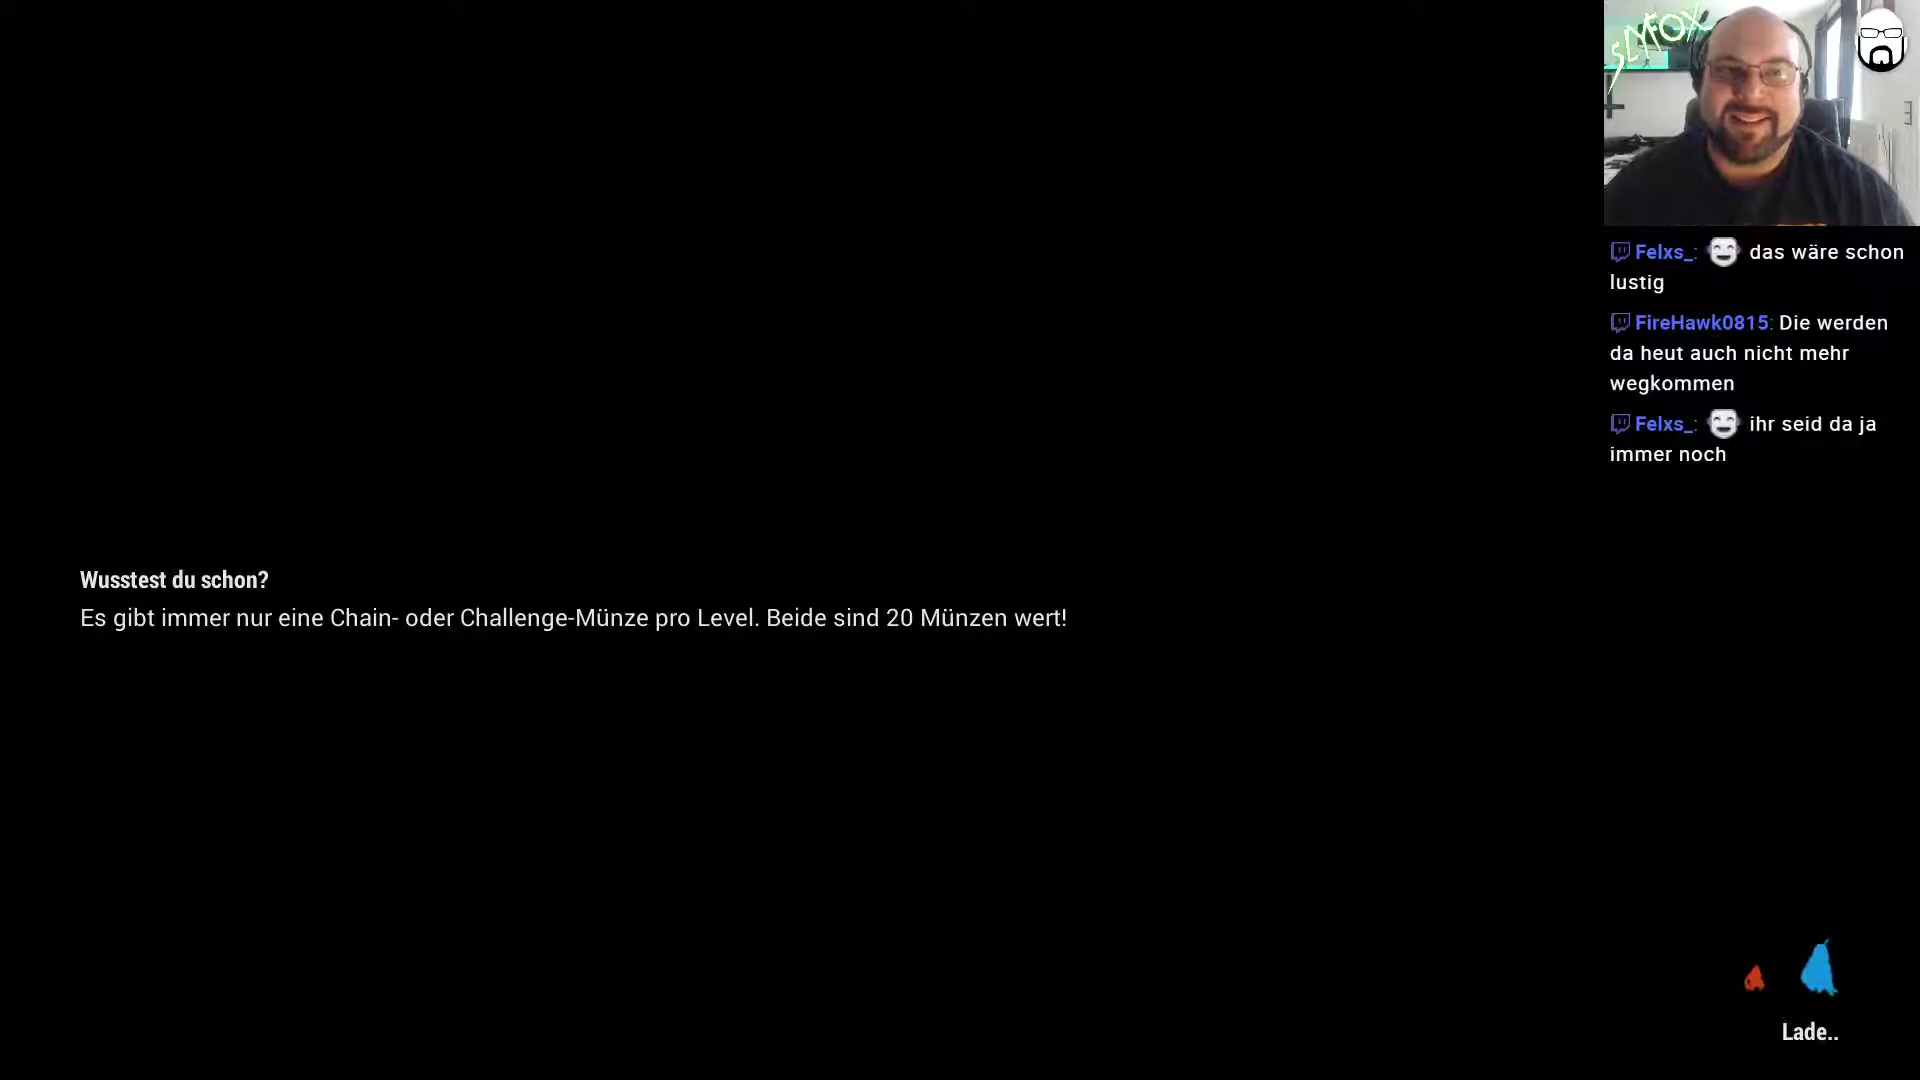 SLYFOX
Felxs_: das wäre schon
lustig
FireHawk0815: Die werden
da heut auch nicht mehr
wegkommen
Felxs_: ihr seid da ja
immer noch
Wusstest du schon?
Es gibt immer nur eine Chain- oder Challenge-Münze pro Level. Beide sind 20 Münzen wert!
Lade..